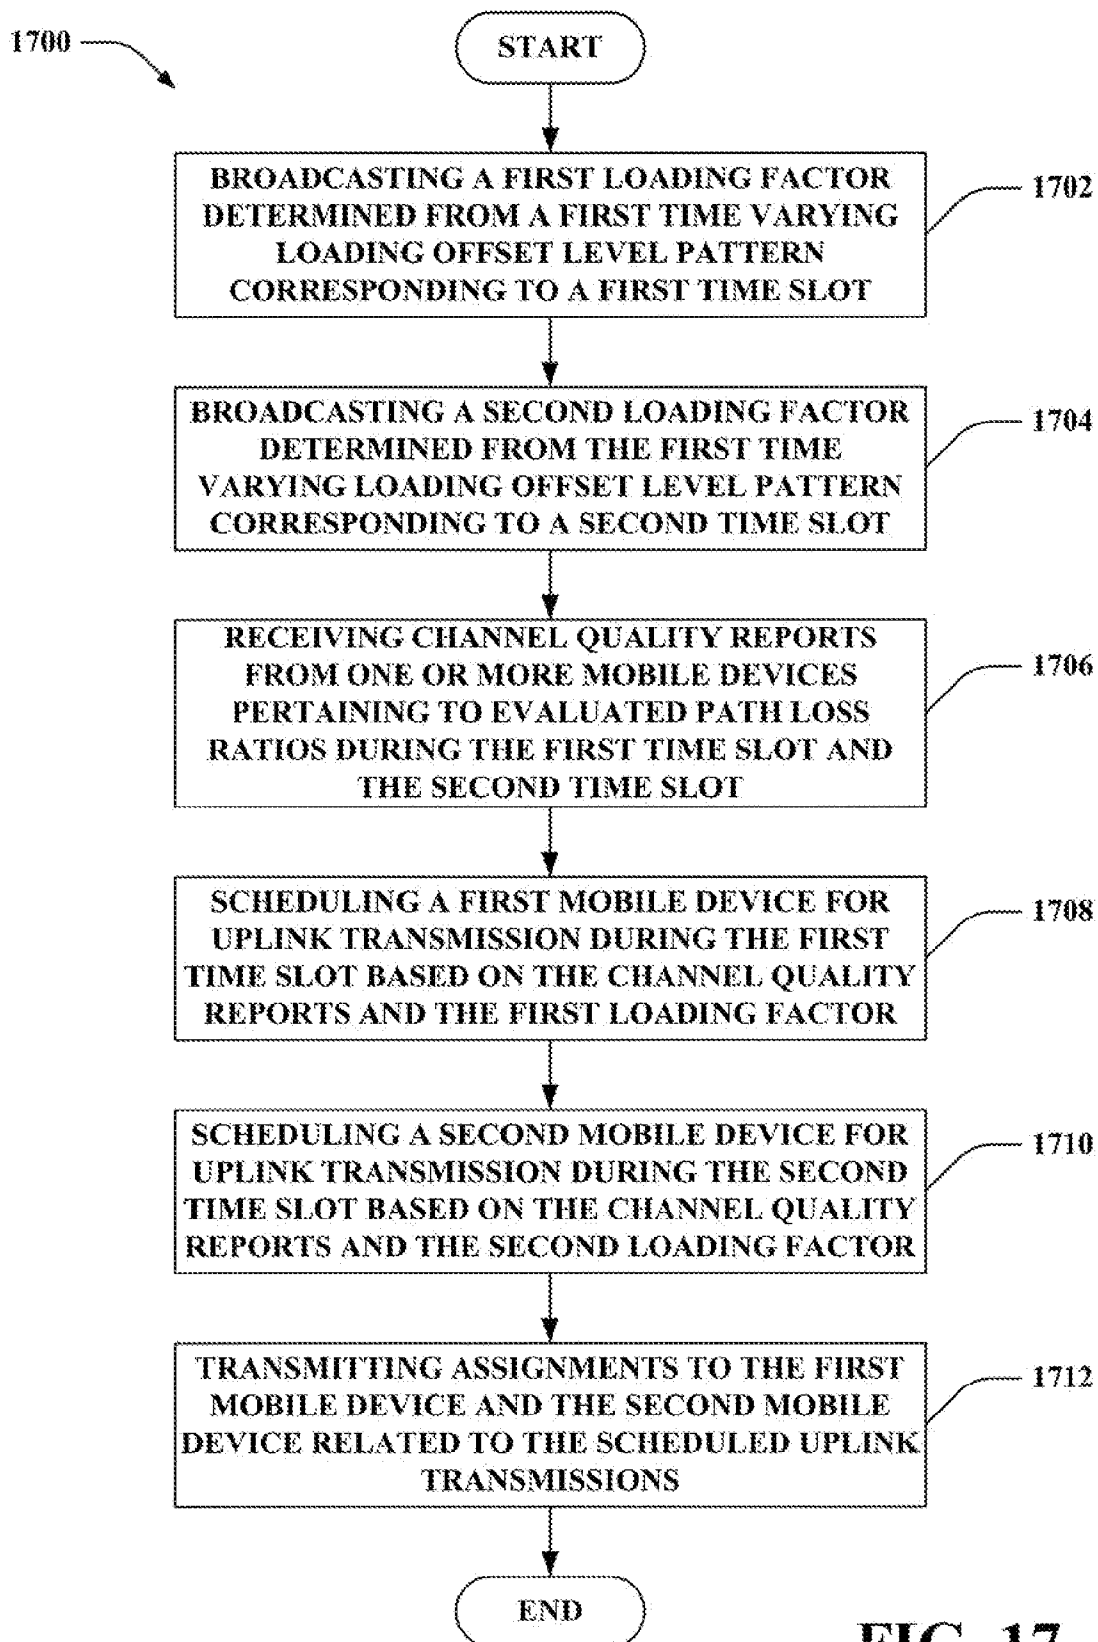 1700
START
BROADCASTING A FIRST LOADING FACTOR
DETERMINED FROM A FIRST TIME VARYING
LOADING OFFSET LEVEL PATTERN
CORRESPONDING TO A FIRST TIME SLOT
1702
BROADCASTING A SECOND LOADING FACTOR
DETERMINED FROM THE FIRST TIME
VARYING LOADING OFFSET LEVEL PATTERN
CORRESPONDING TO A SECOND TIME SLOT
1704
RECEIVING CHANNEL QUALITY REPORTS
FROM ONE OR MORE MOBILE DEVICES
PERTAINING TO EVALUATED PATH LOSS
RATIOS DURING THE FIRST TIME SLOT AND
THE SECOND TIME SLOT
1706
SCHEDULING A FIRST MOBILE DEVICE FOR
UPLINK TRANSMISSION DURING THE FIRST
TIME SLOT BASED ON THE CHANNEL QUALITY
REPORTS AND THE FIRST LOADING FACTOR
1708
SCHEDULING A SECOND MOBILE DEVICE FOR
UPLINK TRANSMISSION DURING THE SECOND
TIME SLOT BASED ON THE CHANNEL QUALITY
REPORTS AND THE SECOND LOADING FACTOR
1710
TRANSMITTING ASSIGNMENTS TO THE FIRST
MOBILE DEVICE AND THE SECOND MOBILE
DEVICE RELATED TO THE SCHEDULED UPLINK
TRANSMISSIONS
1712
END
FIG. 17